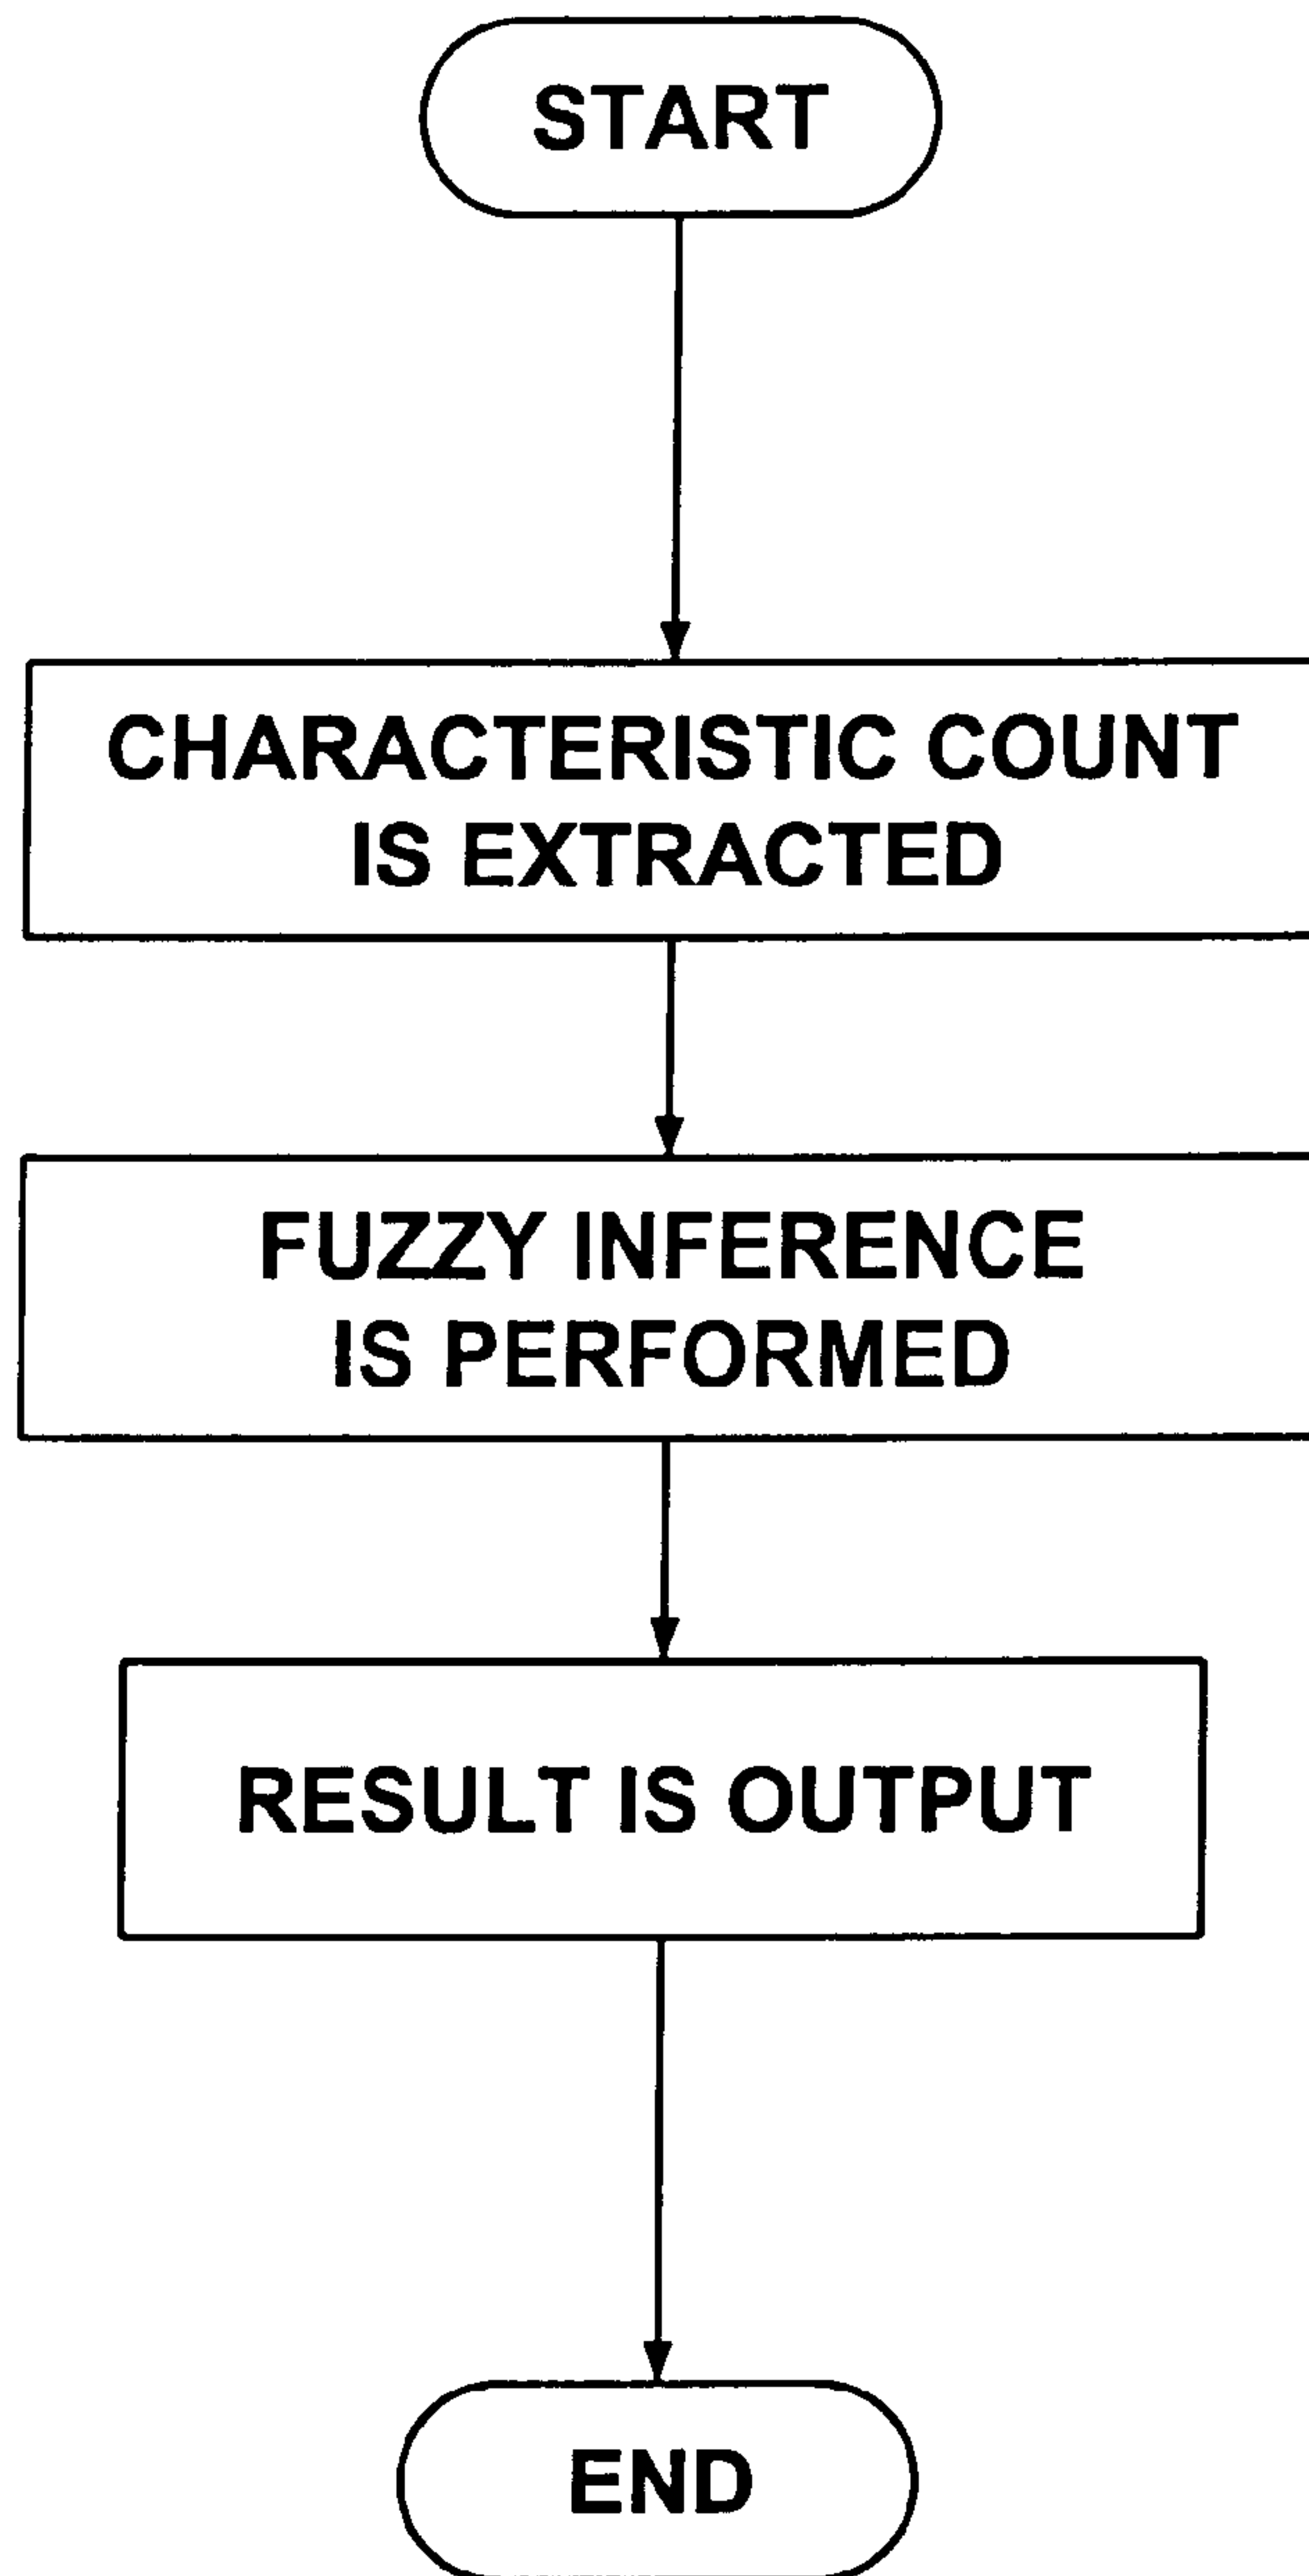 START
CHARACTERISTIC COUNT
IS EXTRACTED
FUZZY INFERENCE
IS PERFORMED
RESULT IS OUTPUT
END